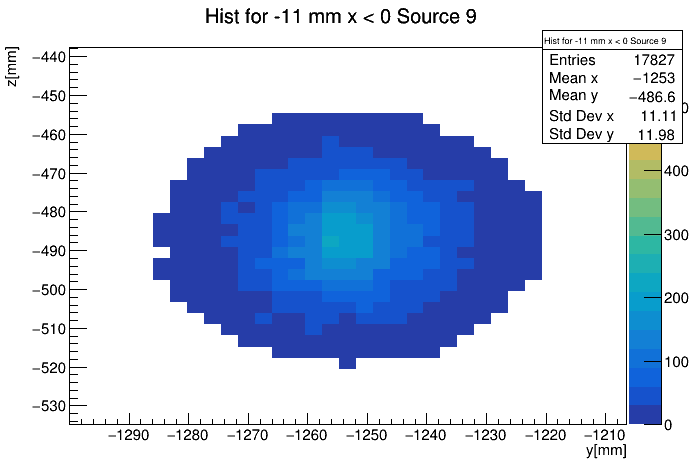 Hist for -11 mm x < 0 Source 9
Hist for -11 mm x < 0 Source 9
Entries 17827
Mean x −1253
Mean y −486.6
Std Dev x 11.11
Std Dev y 11.98
z[mm]
−440
−450
−460
−470
−480
−490
−500
−510
−520
−530
−1290 −1280 −1270 −1260 −1250 −1240 −1230 −1220 −1210
y[mm]
0
400
300
200
100
0